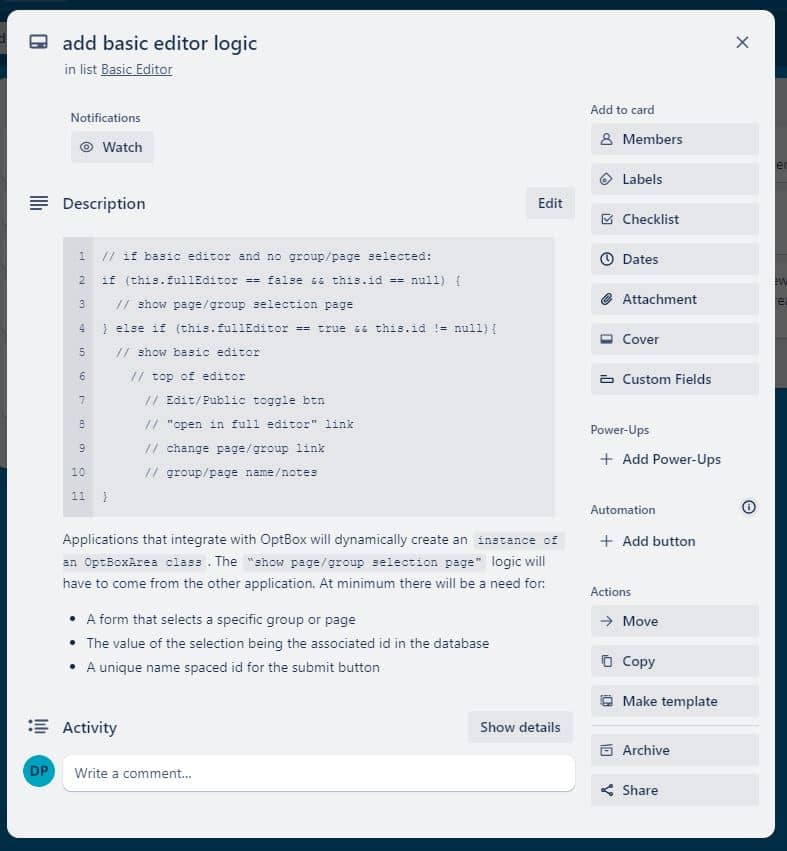 add basic editor logic
in list Basic Editor
Notifications
Watch
Description
Edit
1 // if basic editor and no group/page selected:
2 if (this.fullEditor == false && this.id == null) {
3 // show page/group selection page
4 } else if (this.fullEditor == true && this.id != null){
5 // show basic editor
6 // top of editor
7 // Edit/Public toggle btn
8 // "open in full editor" link
9 // change page/group link
10 // group/page name/notes
11 }
Applications that integrate with OptBox will dynamically create an instance of
an OptBoxArea class. The "show page/group selection page" logic will
have to come from the other application. At minimum there will be a need for:
• A form that selects a specific group or page
• The value of the selection being the associated id in the database
• A unique name spaced id for the submit button
Activity
Show details
DP
Write a comment...
Add to card
Members
Labels
Checklist
Dates
Attachment
Cover
Custom Fields
Power-Ups
+ Add Power-Ups
Automation
+ Add button
Actions
Move
Copy
Make template
Archive
Share